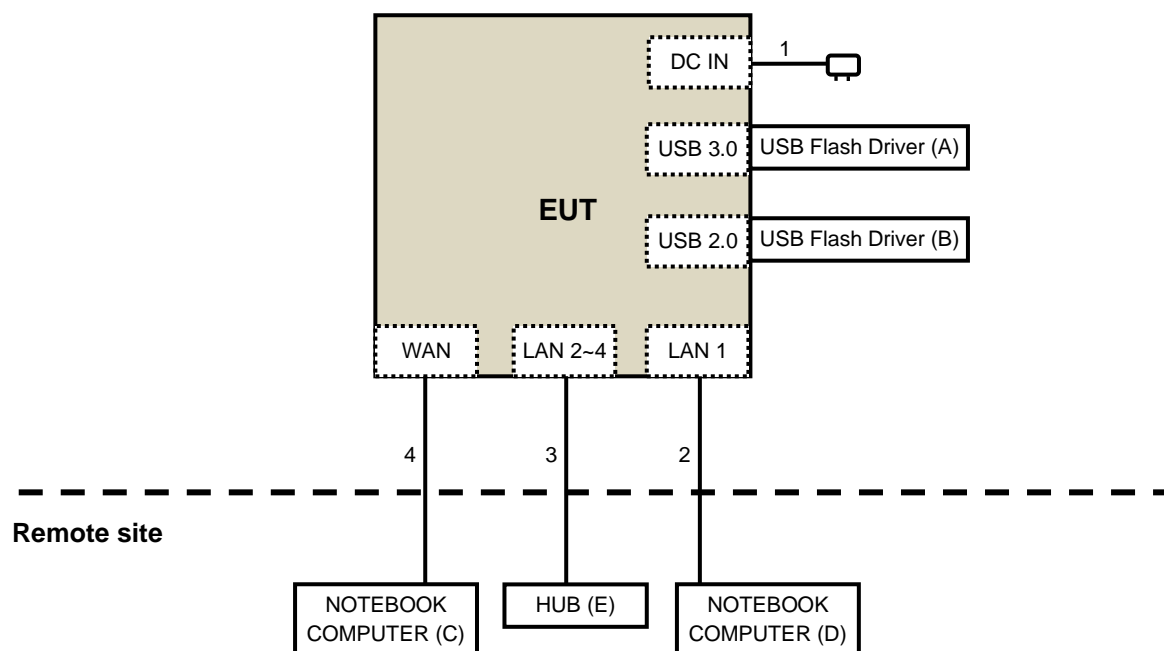 DC IN
1
USB 3.0
USB Flash Driver (A)
EUT
USB 2.0
USB Flash Driver (B)
WAN
LAN 2~4
LAN 1
4
3
2
Remote site
NOTEBOOK
COMPUTER (C)
HUB (E)
NOTEBOOK
COMPUTER (D)